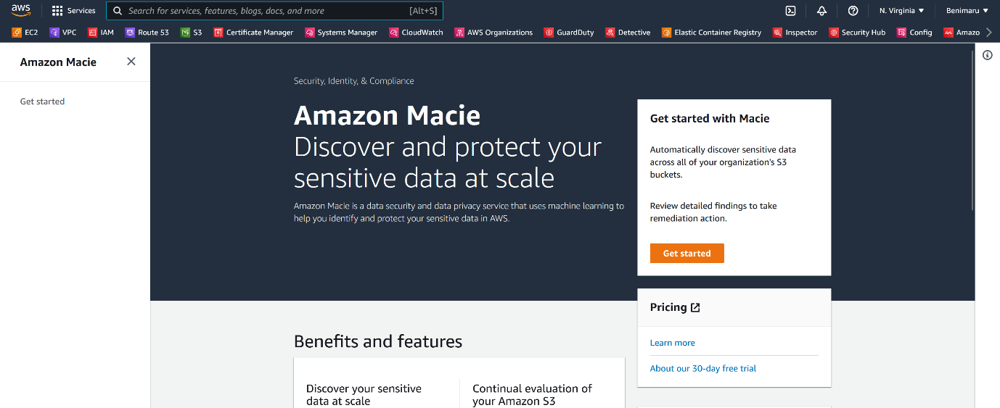 aws
Services
Search for services, features, blogs, docs, and more
[Alt+S]
N. Virginia
Benimaru
EC2
VPC
IAM
Route 53
S3
Certificate Manager
Systems Manager
CloudWatch
AWS Organizations
GuardDuty
Detective
Elastic Container Registry
Inspector
Security Hub
Config
Amazo
Amazon Macie
Get started
Security, Identity, & Compliance
Amazon Macie
Discover and protect your
sensitive data at scale
Amazon Macie is a data security and data privacy service that uses machine learning to
help you identify and protect your sensitive data in AWS.
Get started with Macie
Automatically discover sensitive data
across all of your organization's S3
buckets.
Review detailed findings to take
remediation action.
Get started
Pricing
Learn more
About our 30-day free trial
Benefits and features
Discover your sensitive
data at scale
Continual evaluation of
your Amazon S3